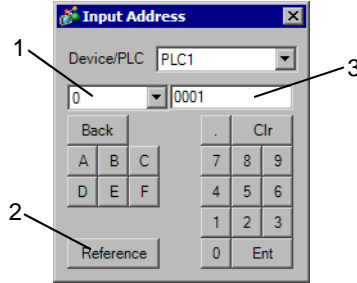 Input Address
1
Device/PLC PLC1
3
0 0001
Back . Clr
A B C 7 8 9
D E F 4 5 6
2
1 2 3
Reference 0 Ent